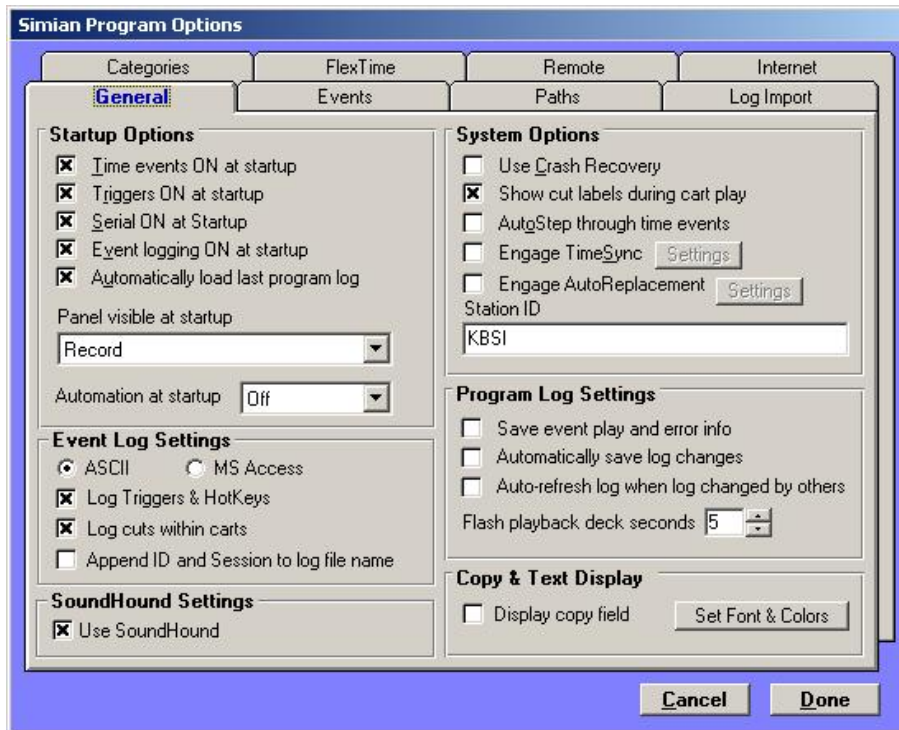 Simian Program Options
Categories
FlexTime
Remote
Internet
General
Events
Paths
Log Import
Startup Options
Time events ON at startup
Triggers ON at startup
Serial ON at Startup
Event logging ON at startup
Automatically load last program log
Panel visible at startup
Record
Automation at startup Off
Event Log Settings
ASCII MS Access
Log Triggers & HotKeys
Log cuts within carts
Append ID and Session to log file name
SoundHound Settings
Use SoundHound
System Options
Use Crash Recovery
Show cut labels during cart play
AutoStep through time events
Engage TimeSync Settings
Engage AutoReplacement Settings
Station ID
KBSI
Program Log Settings
Save event play and error info
Automatically save log changes
Auto-refresh log when log changed by others
Flash playback deck seconds 5
Copy & Text Display
Display copy field Set Font & Colors
Cancel Done